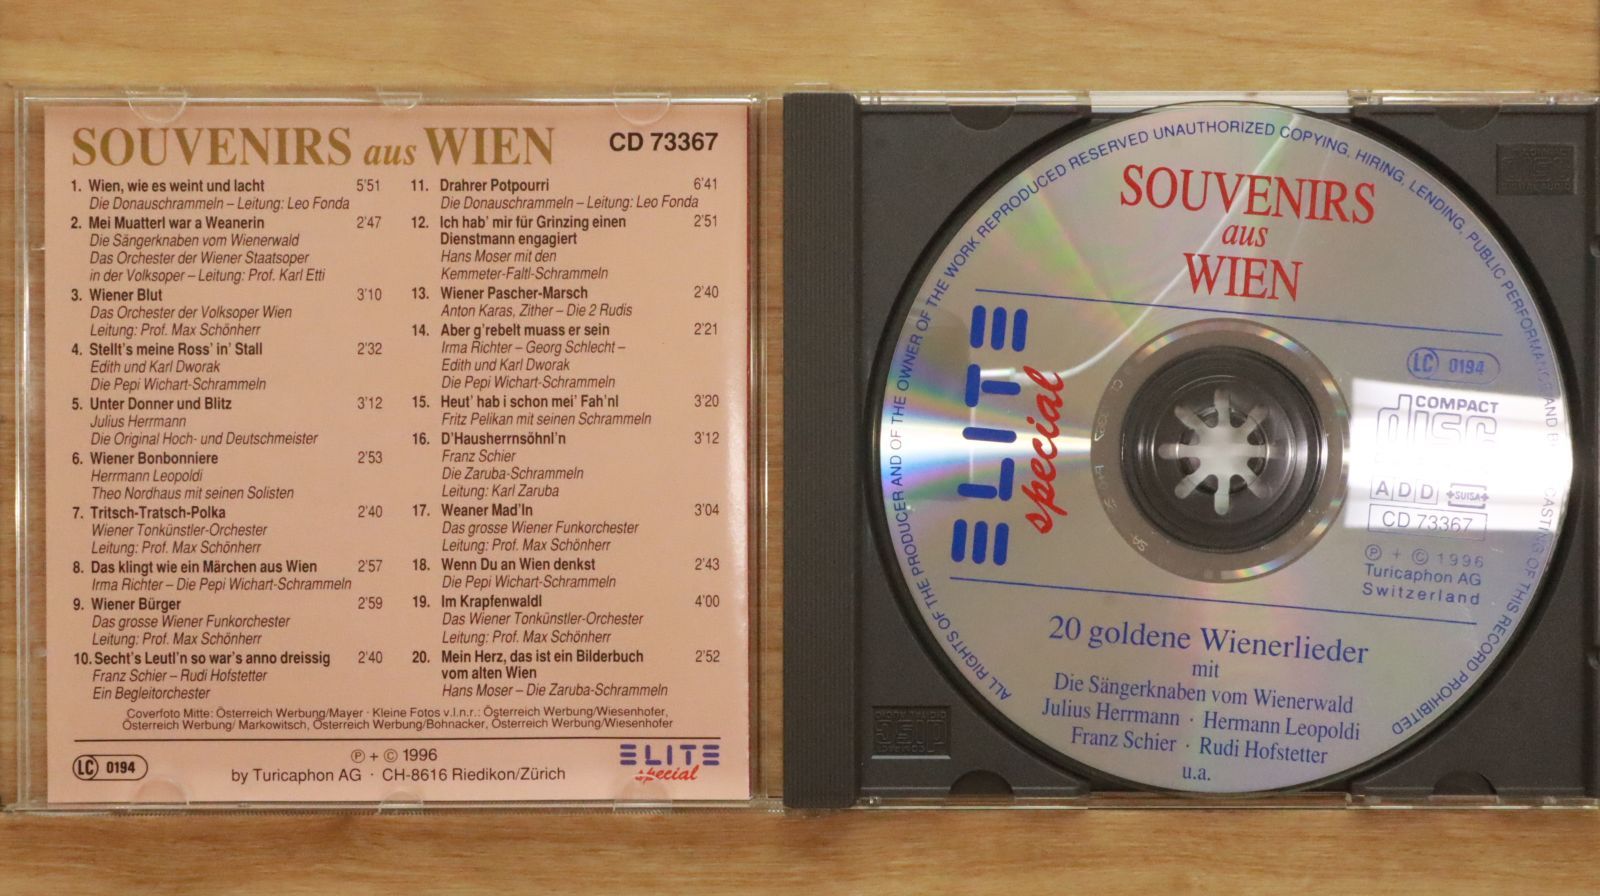 SOUVENIRS aus WIEN
CD 73367
1. Wien, wie es weint und lacht 5'51
Die Donauschrammeln – Leitung: Leo Fonda
2. Mei Muatterl war a Weanerin 2'47
Die Sängerknaben vom Wienerwald
Das Orchester der Wiener Staatsoper
in der Volksoper – Leitung: Prof. Karl Etti
3. Wiener Blut 3'10
Das Orchester der Volksoper Wien
Leitung: Prof. Max Schönherr
4. Stellt's meine Ross' in' Stall 2'32
Edith und Karl Dworak
Die Pepi Wichart-Schrammeln
5. Unter Donner und Blitz 3'12
Julius Herrmann
Die Original Hoch- und Deutschmeister
6. Wiener Bonbonniere 2'53
Herrmann Leopoldi
Theo Nordhaus mit seinen Solisten
7. Tritsch-Tratsch-Polka 2'40
Wiener Tonkünstler-Orchester
Leitung: Prof. Max Schönherr
8. Das klingt wie ein Märchen aus Wien 2'57
Irma Richter – Die Pepi Wichart-Schrammeln
9. Wiener Bürger 2'59
Das grosse Wiener Funkorchester
Leitung: Prof. Max Schönherr
10. Secht's Leutl'n so war's anno dreissig 2'40
Franz Schier – Rudi Hofstetter
Ein Begleitorchester
11. Drahrer Potpourri 6'41
Die Donauschrammeln – Leitung: Leo Fonda
12. Ich hab' mir für Grinzing einen 2'51
Dienstmann engagiert
Hans Moser mit den
Kemmeter-Faltl-Schrammeln
13. Wiener Pascher-Marsch 2'40
Anton Karas, Zither – Die 2 Rudis
14. Aber g'rebelt muass er sein 2'21
Irma Richter – Georg Schlecht –
Edith und Karl Dworak
Die Pepi Wichart-Schrammeln
15. Heut' hab i schon mei' Fah'nl 3'20
Fritz Pelikan mit seinen Schrammeln
16. D'Hausherrnsöhnl'n 3'12
Franz Schier
Die Zaruba-Schrammeln
Leitung: Karl Zaruba
17. Weaner Mad'ln 3'04
Das grosse Wiener Funkorchester
Leitung: Prof. Max Schönherr
18. Wenn Du an Wien denkst 2'43
Die Pepi Wichart-Schrammeln
19. Im Krapfenwaldl 4'00
Das Wiener Tonkünstler-Orchester
Leitung: Prof. Max Schönherr
20. Mein Herz, das ist ein Bilderbuch 2'52
vom alten Wien
Hans Moser – Die Zaruba-Schrammeln
Coverfoto Mitte: Österreich Werbung/Mayer · Kleine Fotos v.l.n.r.: Österreich Werbung/Wiesenhofer,
Österreich Werbung/ Markowitsch, Österreich Werbung/Bohnacker, Österreich Werbung/Wiesenhofer
LC 0194
℗ + © 1996
by Turicaphon AG · CH-8616 Riedikon/Zürich
ELITE
special
ALL RIGHTS OF THE PRODUCER AND OF THE OWNER OF THE WORK REPRODUCED RESERVED UNAUTHORIZED COPYING, HIRING, LENDING, PUBLIC PERFORMANCE AND CASTING OF THIS RECORD PROHIBITED
SOUVENIRS
aus
WIEN
ELITE
special
LC 0194
COMPACT
disc
ADD SUISA
CD 73367
℗ + © 1996
Turicaphon AG
Switzerland
20 goldene Wienerlieder
mit
Die Sängerknaben vom Wienerwald
Julius Herrmann · Hermann Leopoldi
Franz Schier · Rudi Hofstetter
u.a.